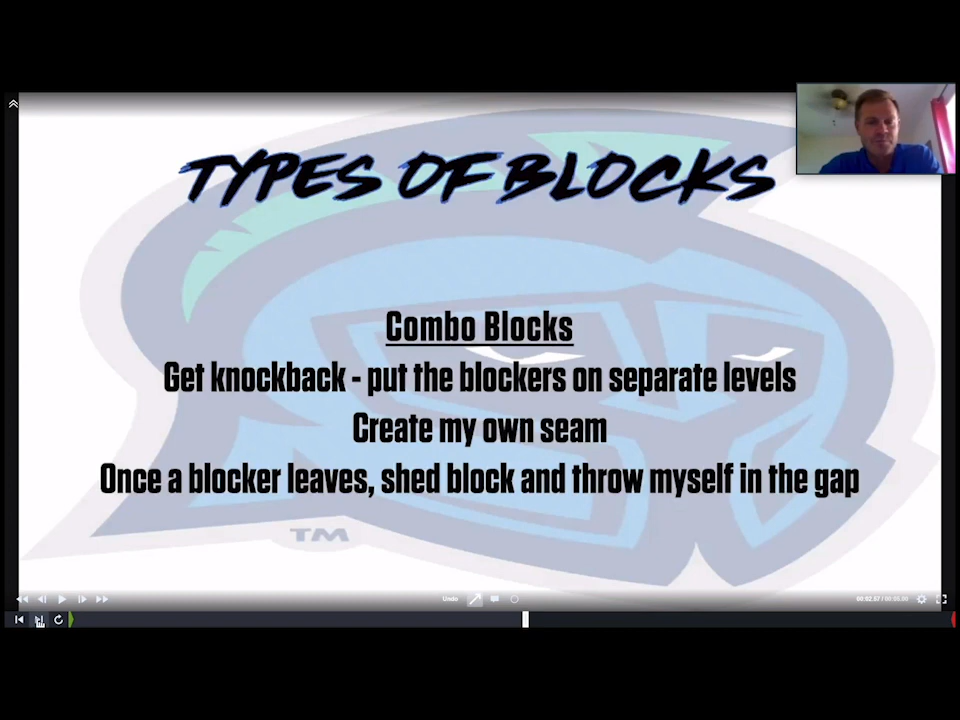 TYPES OF BLOCKS
Combo Blocks
Get knockback - put the blockers on separate levels
Create my own seam
Once a blocker leaves, shed block and throw myself in the gap
TM
Undo